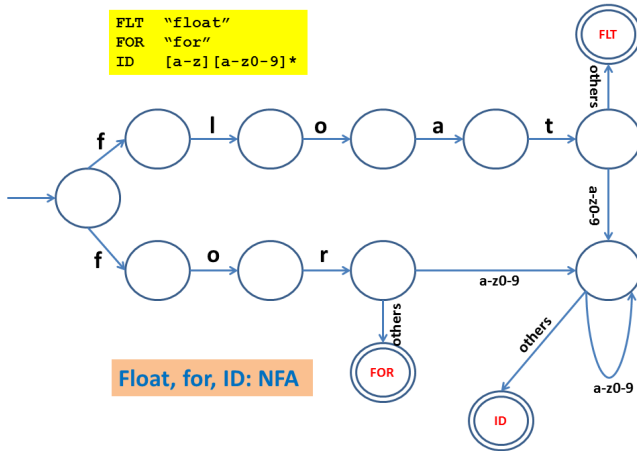 FLT "float"
FOR "for"
ID [a-z][a-z0-9]*
FLT
others
f l o a t
a-z0-9
f o r
a-z0-9
others
others
FOR
Float, for, ID: NFA
a-z0-9
ID